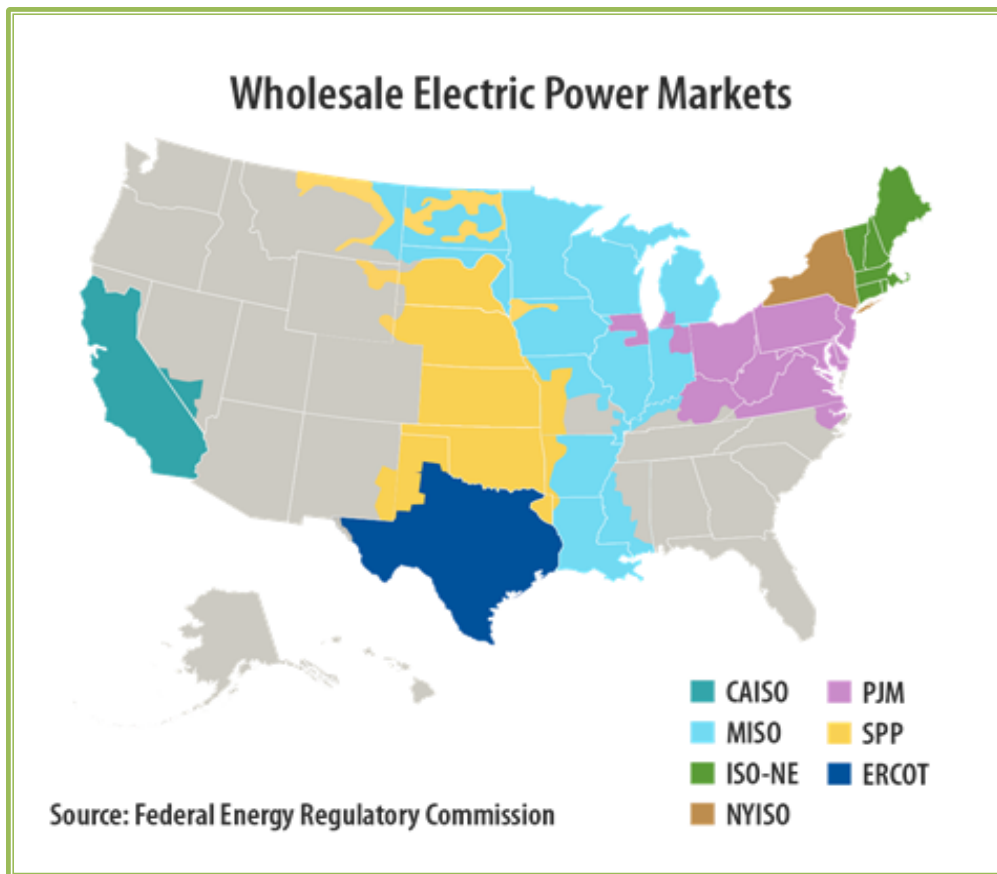 Wholesale Electric Power Markets
CAISO
PJM
MISO
SPP
ISO-NE
ERCOT
NYISO
Source: Federal Energy Regulatory Commission